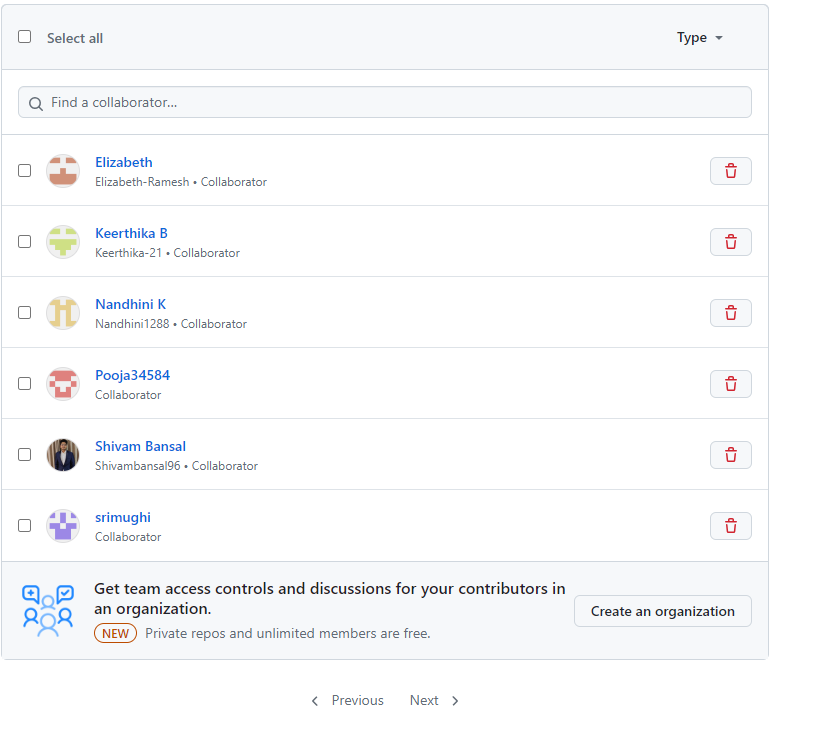 Select all
Type
Find a collaborator...
Elizabeth
Elizabeth-Ramesh • Collaborator
Keerthika B
Keerthika-21 • Collaborator
Nandhini K
Nandhini1288 • Collaborator
Pooja34584
Collaborator
Shivam Bansal
Shivambansal96 • Collaborator
srimughi
Collaborator
Get team access controls and discussions for your contributors in
an organization.
NEW Private repos and unlimited members are free.
Create an organization
Previous Next